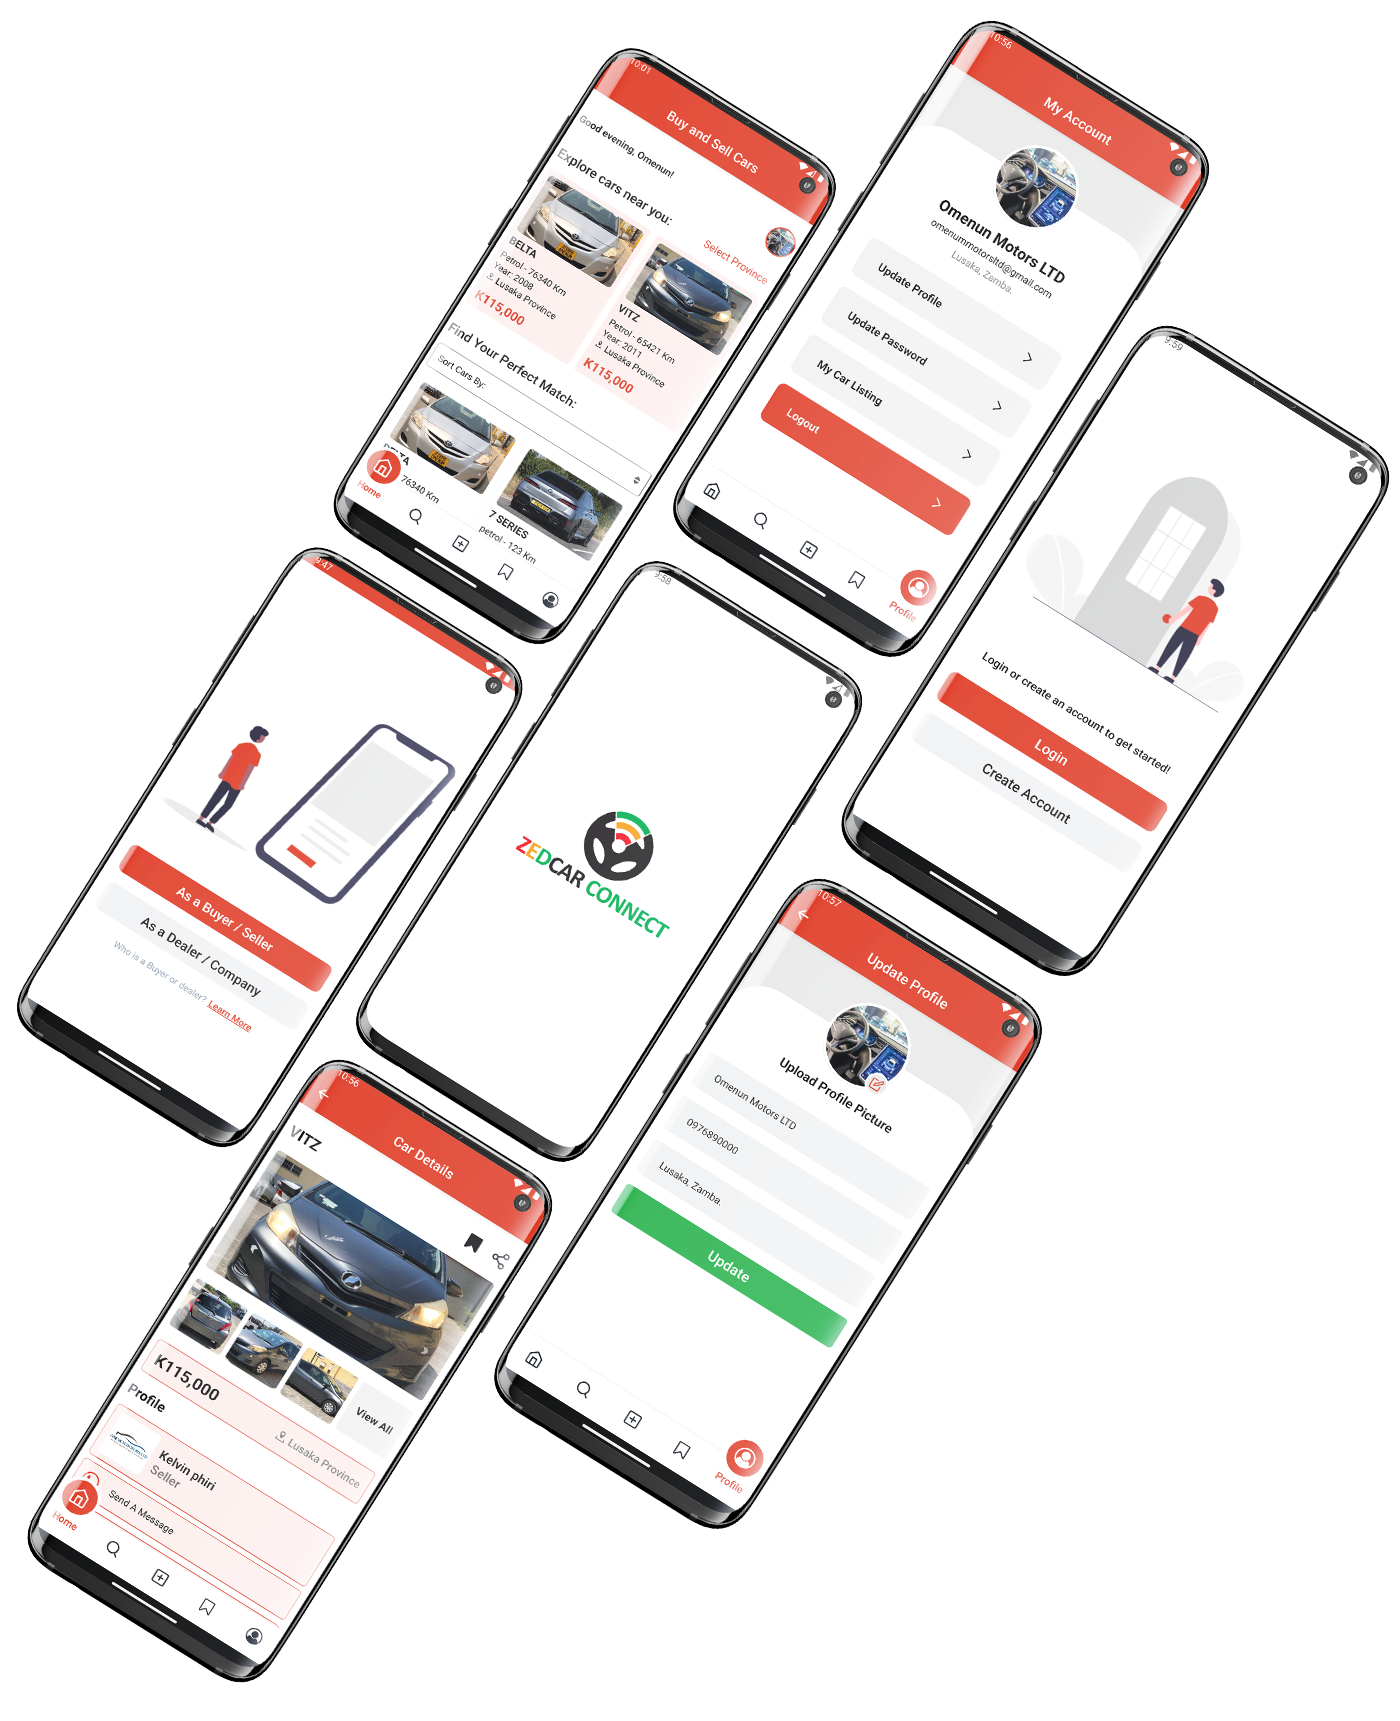 10:01
Buy and Sell Cars
Good evening, Omenun!
Explore cars near you:
Select Province
BELTA
Petrol - 76340 Km
Year: 2008
Lusaka Province
K115,000
VITZ
Petrol - 65421 Km
Year: 2011
Lusaka Province
K115,000
Find Your Perfect Match:
Sort Cars By:
76340 Km
7 SERIES
petrol - 123 Km
Home
10:56
My Account
Omenun Motors LTD
omenummotorsltd@gmail.com
Lusaka, Zamba.
Update Profile
Update Password
My Car Listing
Logout
Profile
9:59
Login or create an account to get started!
Login
Create Account
9:47
As a Buyer / Seller
As a Dealer / Company
Who is a Buyer or dealer? Learn More
9:58
ZEDCAR CONNECT
10:57
Update Profile
Upload Profile Picture
Omenun Motors LTD
0976890000
Lusaka, Zamba.
Update
Profile
10:56
Car Details
VITZ
View All
K115,000
Lusaka Province
Profile
Kelvin phiri
Seller
Send A Message
Home